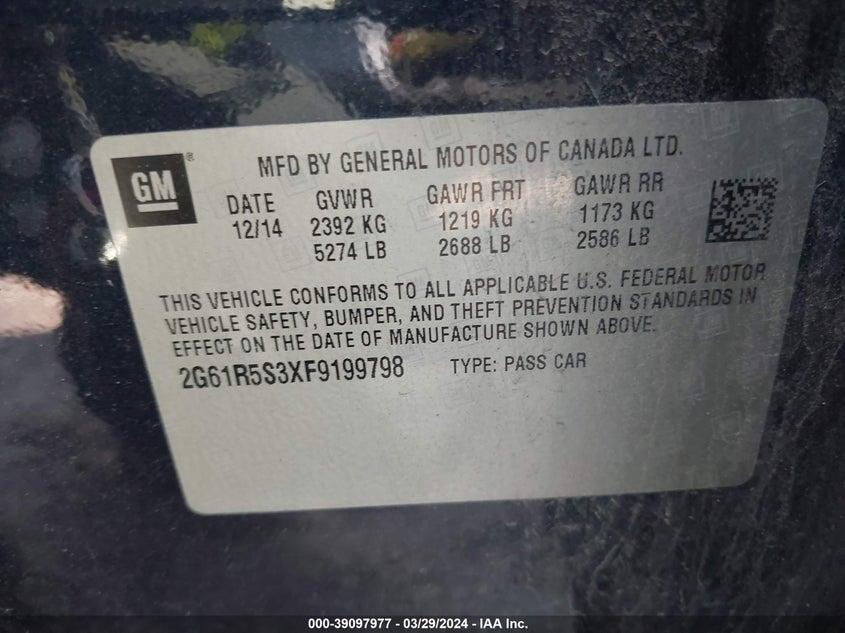 GM
®
MFD BY GENERAL MOTORS OF CANADA LTD.
DATE GVWR GAWR FRT GAWR RR
12/14 2392 KG 1219 KG 1173 KG
5274 LB 2688 LB 2586 LB
THIS VEHICLE CONFORMS TO ALL APPLICABLE U.S. FEDERAL MOTOR
VEHICLE SAFETY, BUMPER, AND THEFT PREVENTION STANDARDS IN
EFFECT ON THE DATE OF MANUFACTURE SHOWN ABOVE.
2G61R5S3XF9199798 TYPE: PASS CAR
000-39097977 - 03/29/2024 - IAA Inc.